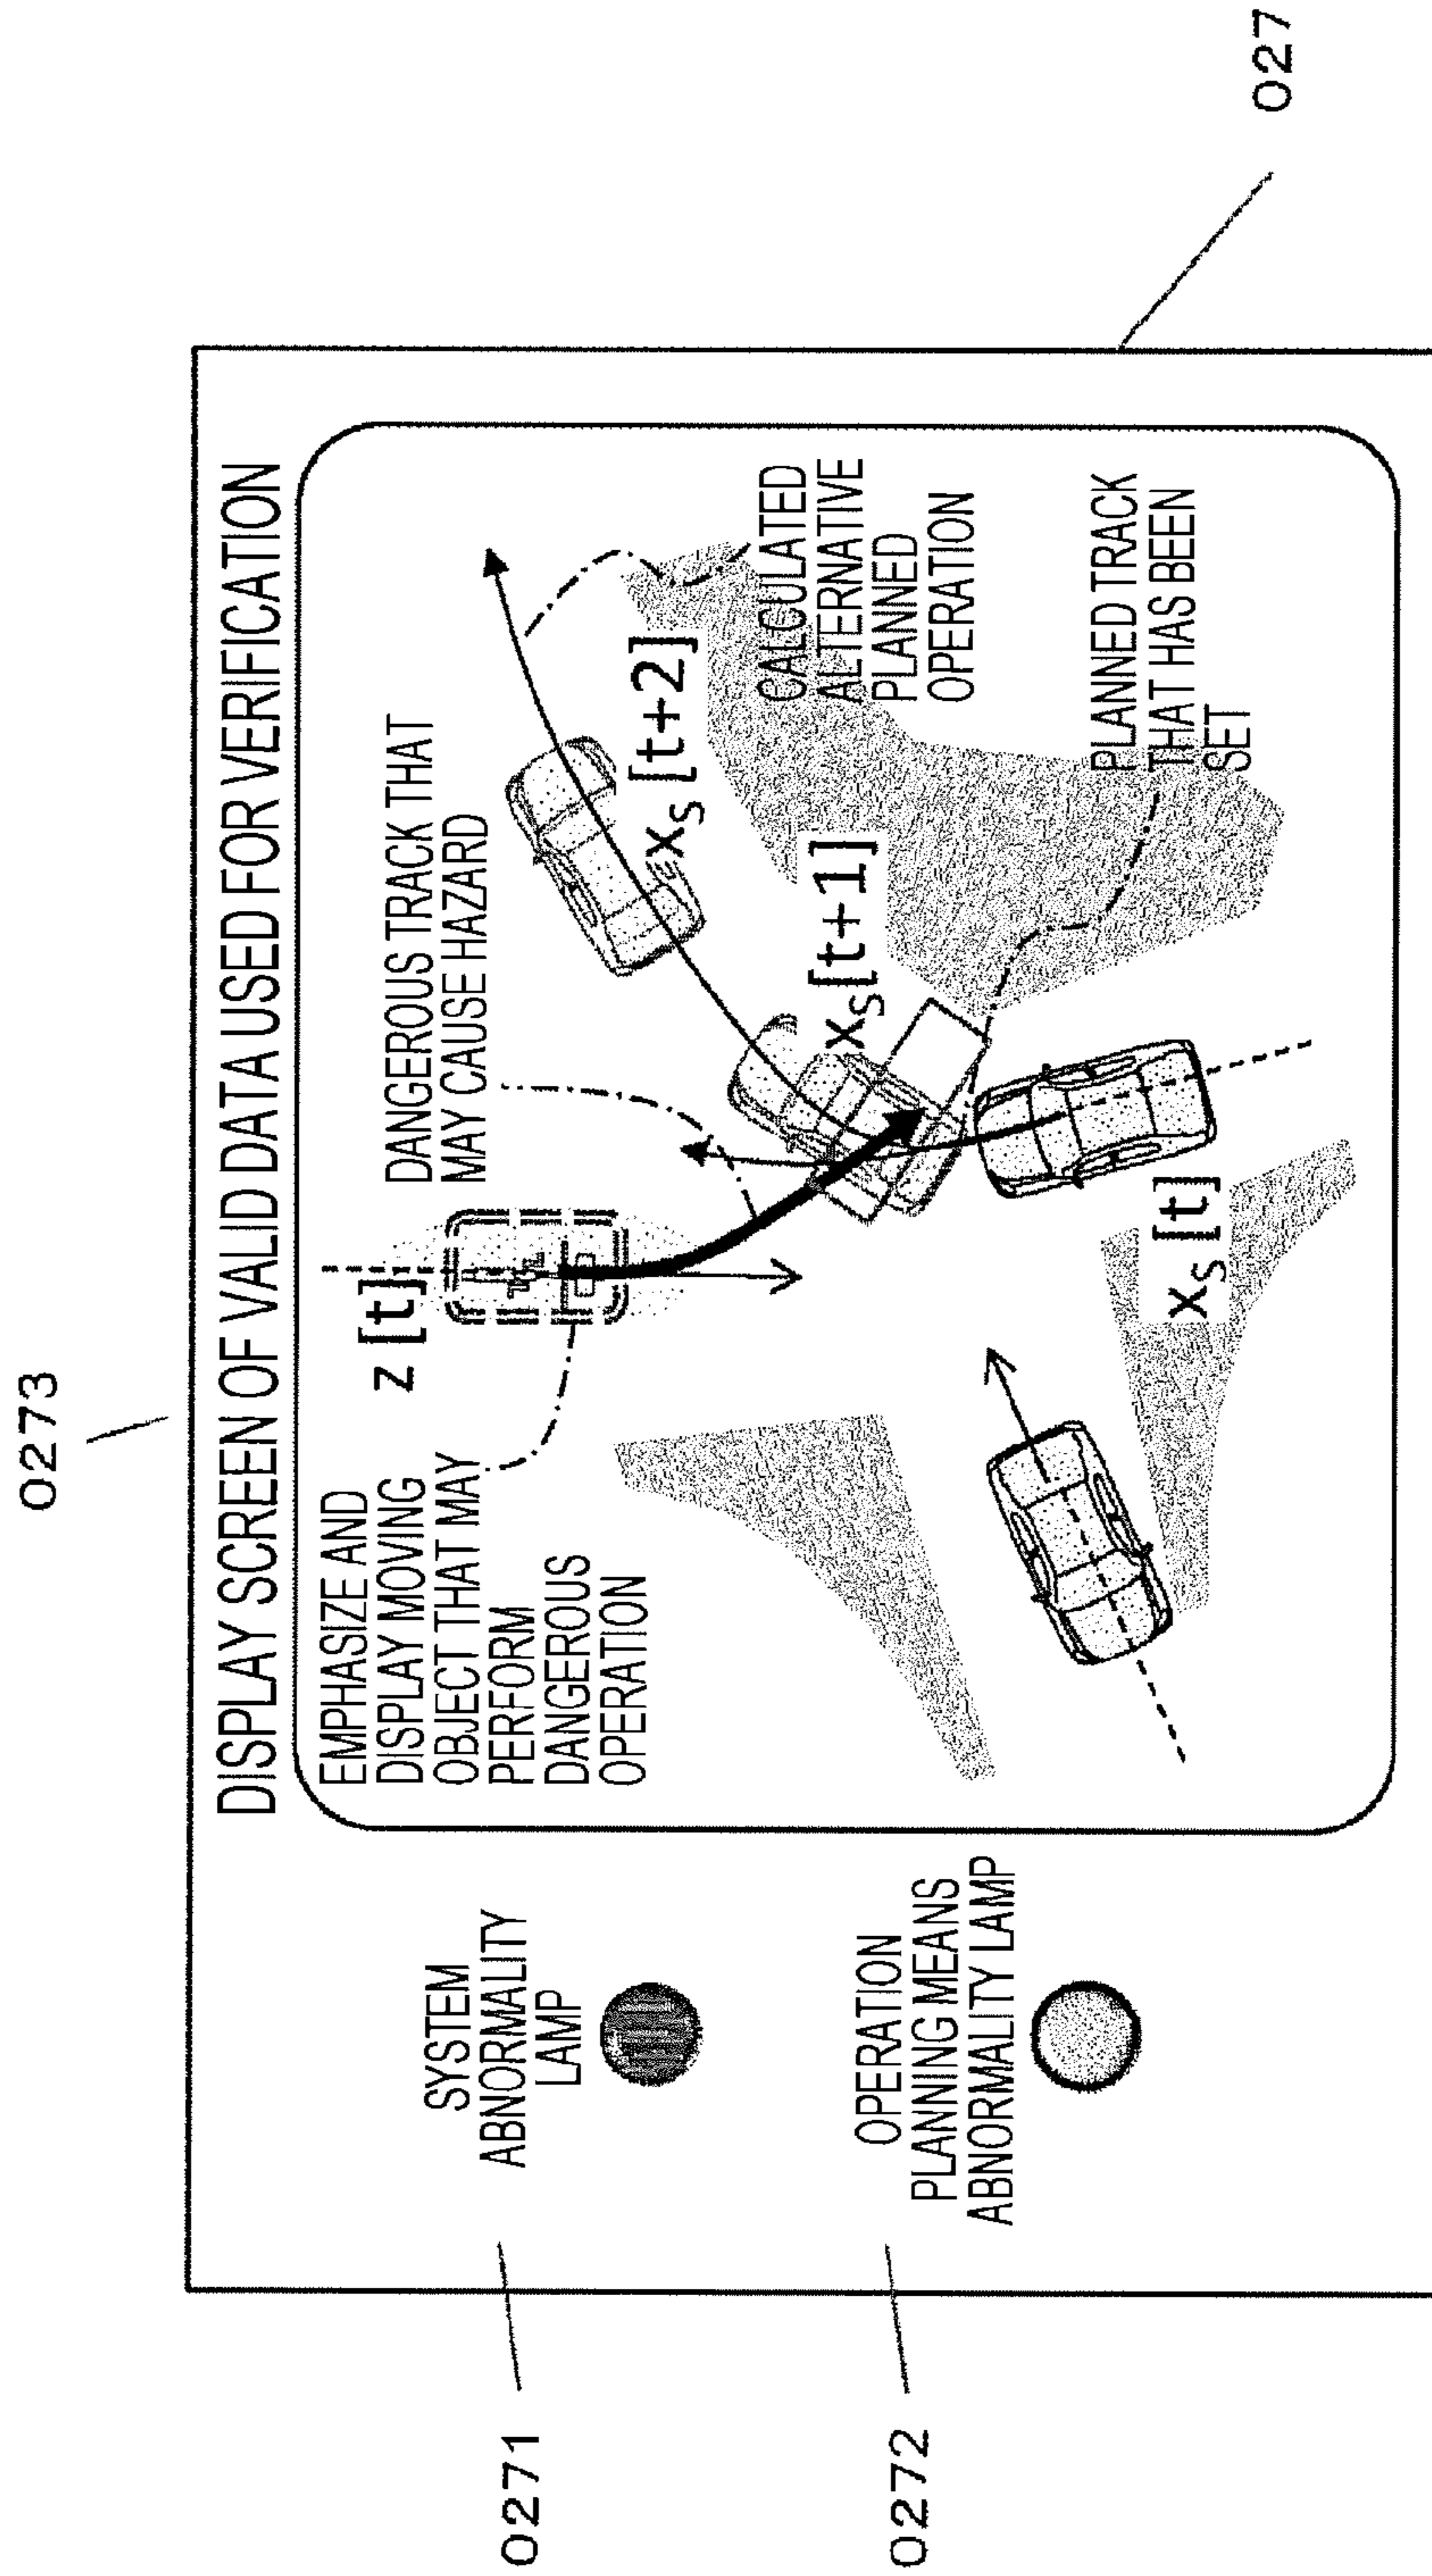 0273
DISPLAY SCREEN OF VALID DATA USED FOR VERIFICATION
0271
SYSTEM
ABNORMALITY
LAMP
0272
OPERATION
PLANNING MEANS
ABNORMALITY LAMP
EMPHASIZE AND
DISPLAY MOVING
OBJECT THAT MAY
PERFORM
DANGEROUS
OPERATION
z [t]
DANGEROUS TRACK THAT
MAY CAUSE HAZARD
xS [t+2]
xS [t+1]
xS [t]
CALCULATED
ALTERNATIVE
PLANNED
OPERATION
PLANNED TRACK
THAT HAS BEEN
SET
027